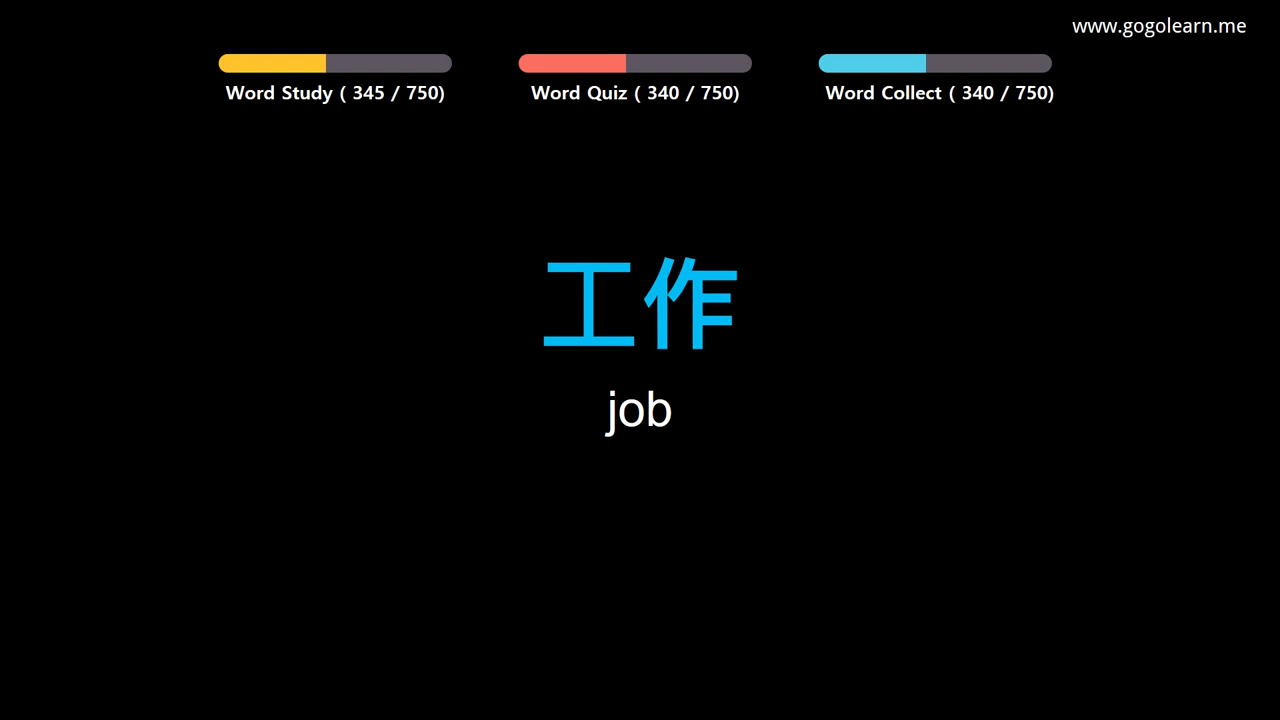 www.gogolearn.me
Word Study ( 345 / 750)
Word Quiz ( 340 / 750)
Word Collect ( 340 / 750)
工作
job